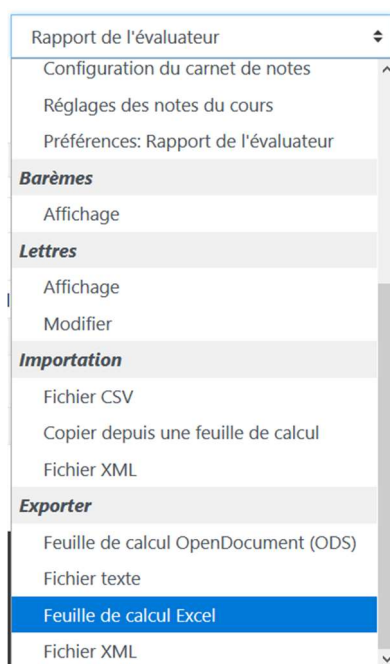 Rapport de l'évaluateur
Configuration du carnet de notes
Réglages des notes du cours
Préférences: Rapport de l'évaluateur
Barèmes
Affichage
Lettres
Affichage
Modifier
Importation
Fichier CSV
Copier depuis une feuille de calcul
Fichier XML
Exporter
Feuille de calcul OpenDocument (ODS)
Fichier texte
Feuille de calcul Excel
Fichier XML